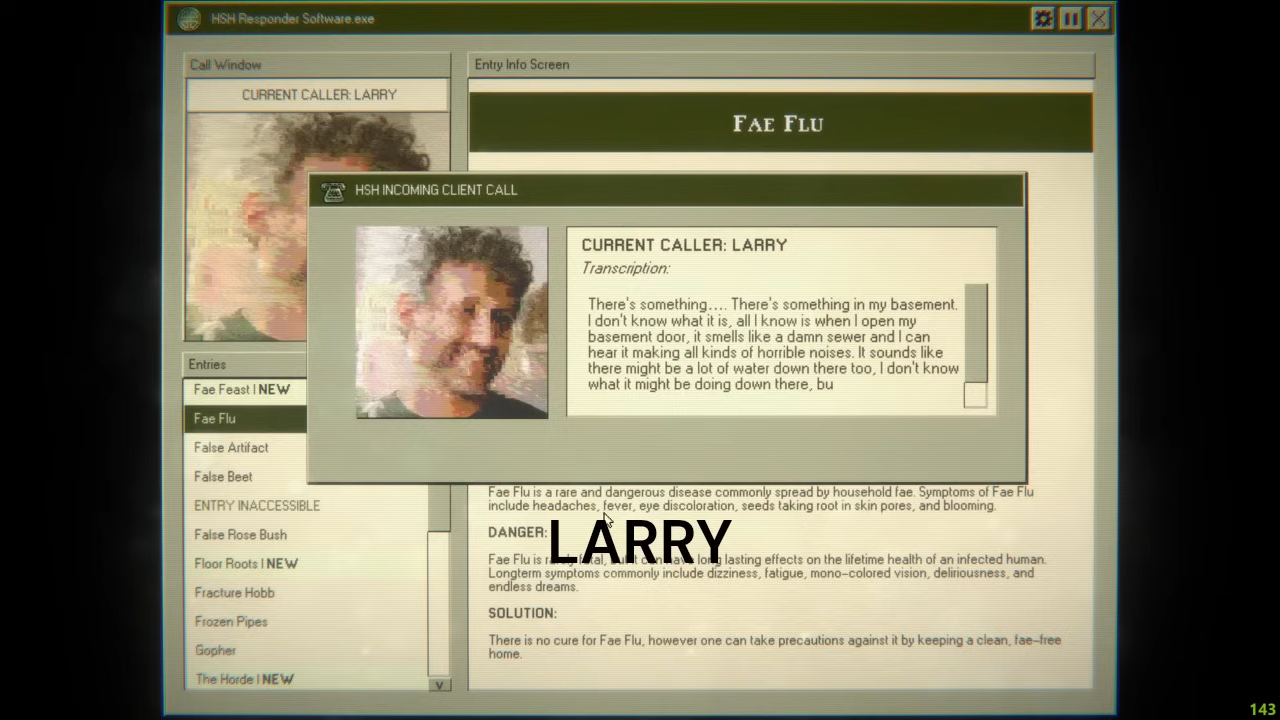 HSH Responder Software.exe
Call Window
CURRENT CALLER: LARRY
Entry Info Screen
FAE FLU
HSH INCOMING CLIENT CALL
CURRENT CALLER: LARRY
Transcription:
There's something.... There's something in my basement.
I don't know what it is, all I know is when I open my
basement door, it smells like a damn sewer and I can
hear it making all kinds of horrible noises. It sounds like
there might be a lot of water down there too, I don't know
what it might be doing down there, bu
Entries
Fae Feast | NEW
Fae Flu
False Artifact
False Beet
ENTRY INACCESSIBLE
False Rose Bush
Floor Roots | NEW
Fracture Hobb
Frozen Pipes
Gopher
The Horde | NEW
V
Fae Flu is a rare and dangerous disease commonly spread by household fae. Symptoms of Fae Flu
include headaches, fever, eye discoloration, seeds taking root in skin pores, and blooming.
DANGER:
Fae Flu is rarely fatal, but it can have long lasting effects on the lifetime health of an infected human.
Longterm symptoms commonly include dizziness, fatigue, mono-colored vision, deliriousness, and
endless dreams.
SOLUTION:
There is no cure for Fae Flu, however one can take precautions against it by keeping a clean, fae-free
home.
LARRY
143